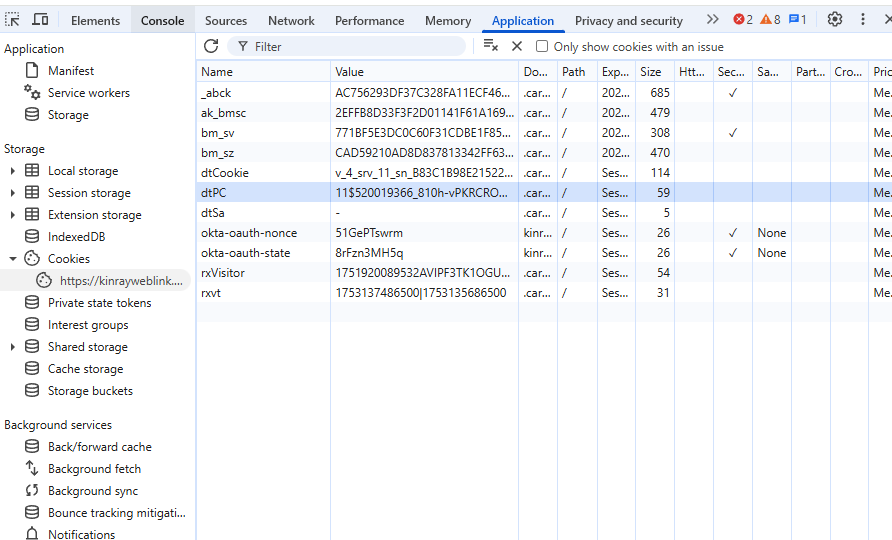 Elements Console Sources Network Performance Memory Application Privacy and security 2 8 1
Application
Manifest
Service workers
Storage
Storage
Local storage
Session storage
Extension storage
IndexedDB
Cookies
https://kinrayweblink....
Private state tokens
Interest groups
Shared storage
Cache storage
Storage buckets
Background services
Back/forward cache
Background fetch
Background sync
Bounce tracking mitigati...
Notifications
Filter Only show cookies with an issue
Name Value Do... Path Exp... Size Htt... Sec... Sa... Part... Cro... Prio
_abck AC756293DF37C328FA11ECF46... .car... / 202... 685 ✓ Me.
ak_bmsc 2EFFB8D33F3F2D01141F61A169... .car... / 202... 479 Me.
bm_sv 771BF5E3DC0C60F31CDBE1F85... .car... / 202... 308 ✓ Me.
bm_sz CAD59210AD8D837813342FF63... .car... / 202... 470 Me.
dtCookie v_4_srv_11_sn_B83C1B98E21522... .car... / Ses... 114 Me.
dtPC 11$520019366_810h-vPKRCRO... .car... / Ses... 59 Me.
dtSa - .car... / Ses... 5 Me.
okta-oauth-nonce 51GePTswrm kinr... / Ses... 26 ✓ None Me.
okta-oauth-state 8rFzn3MH5q kinr... / Ses... 26 ✓ None Me.
rxVisitor 1751920089532AVIPF3TK1OGU... .car... / Ses... 54 Me.
rxvt 1753137486500|1753135686500 .car... / Ses... 31 Me.